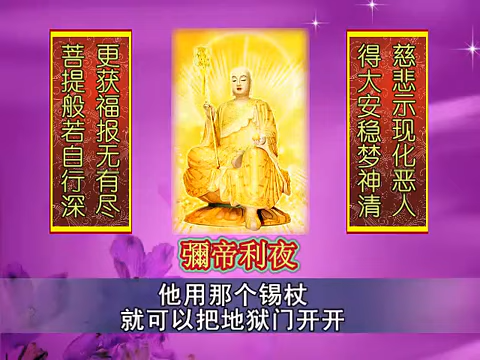 慈悲示现化恶人
得大安稳梦神清
更获福报无有尽
菩提般若自行深
彌帝利夜
他用那个锡杖
就可以把地狱门开开